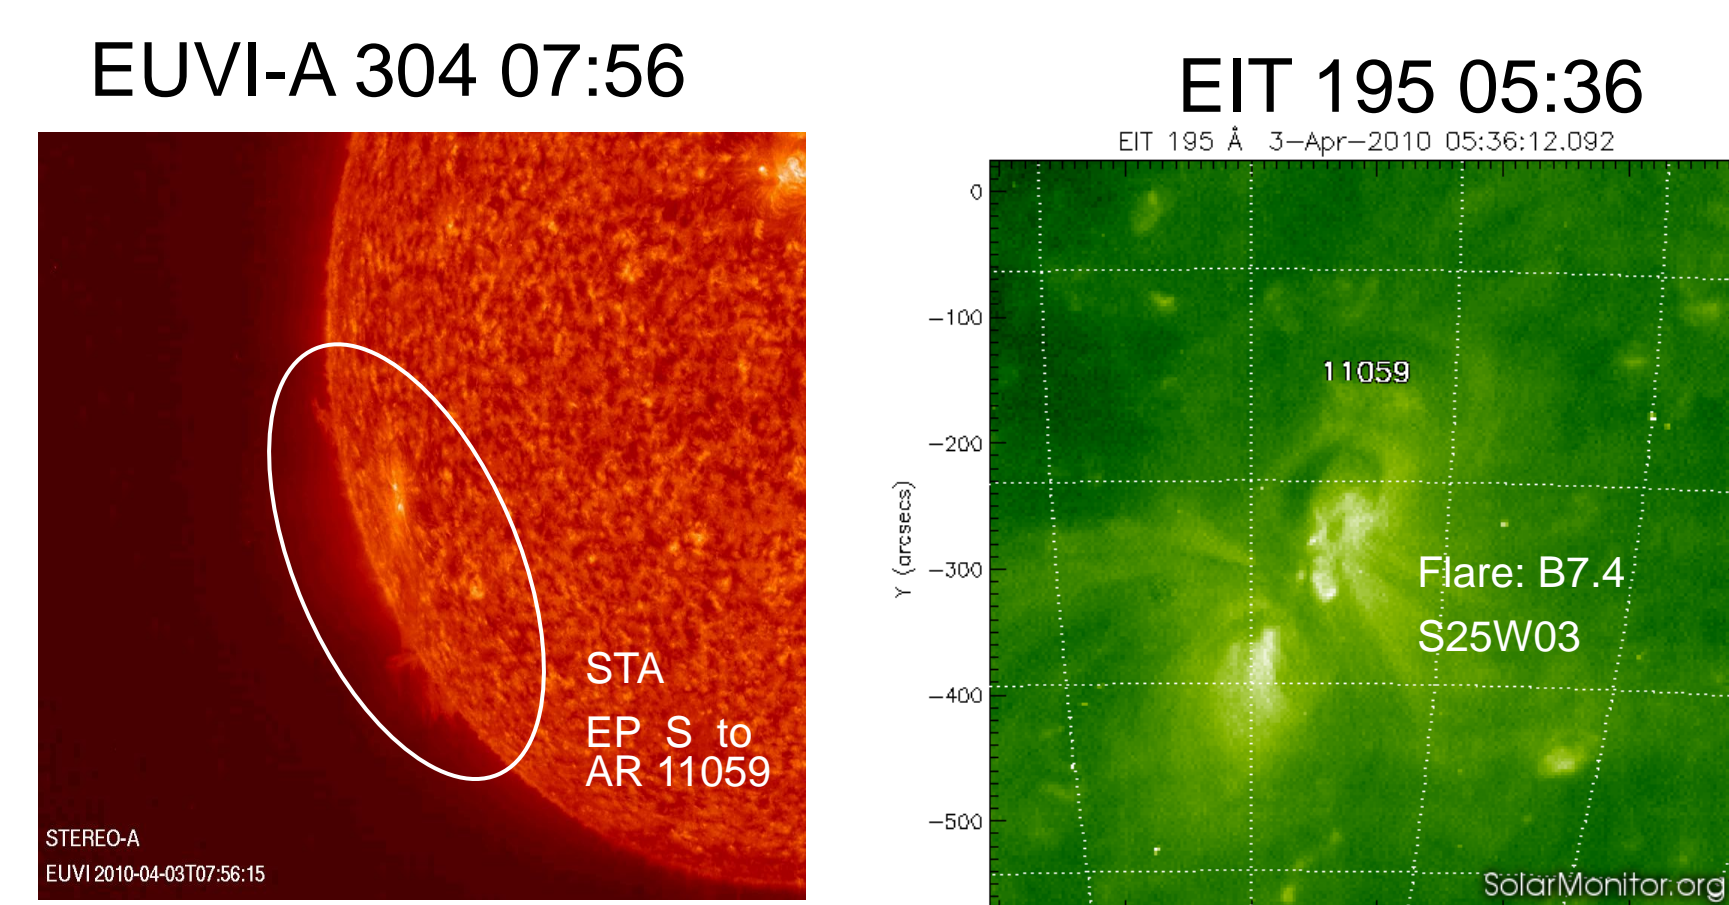 EUVI-A 304 07:56
STA
EP S to
AR 11059
STEREO-A
EUVI 2010-04-03T07:56:15
EIT 195 05:36
EIT 195 Å 3-Apr-2010 05:36:12.092
0
-100
-200
-300
-400
-500
Y (arcsecs)
11059
Flare: B7.4
S25W03
SolarMonitor.org